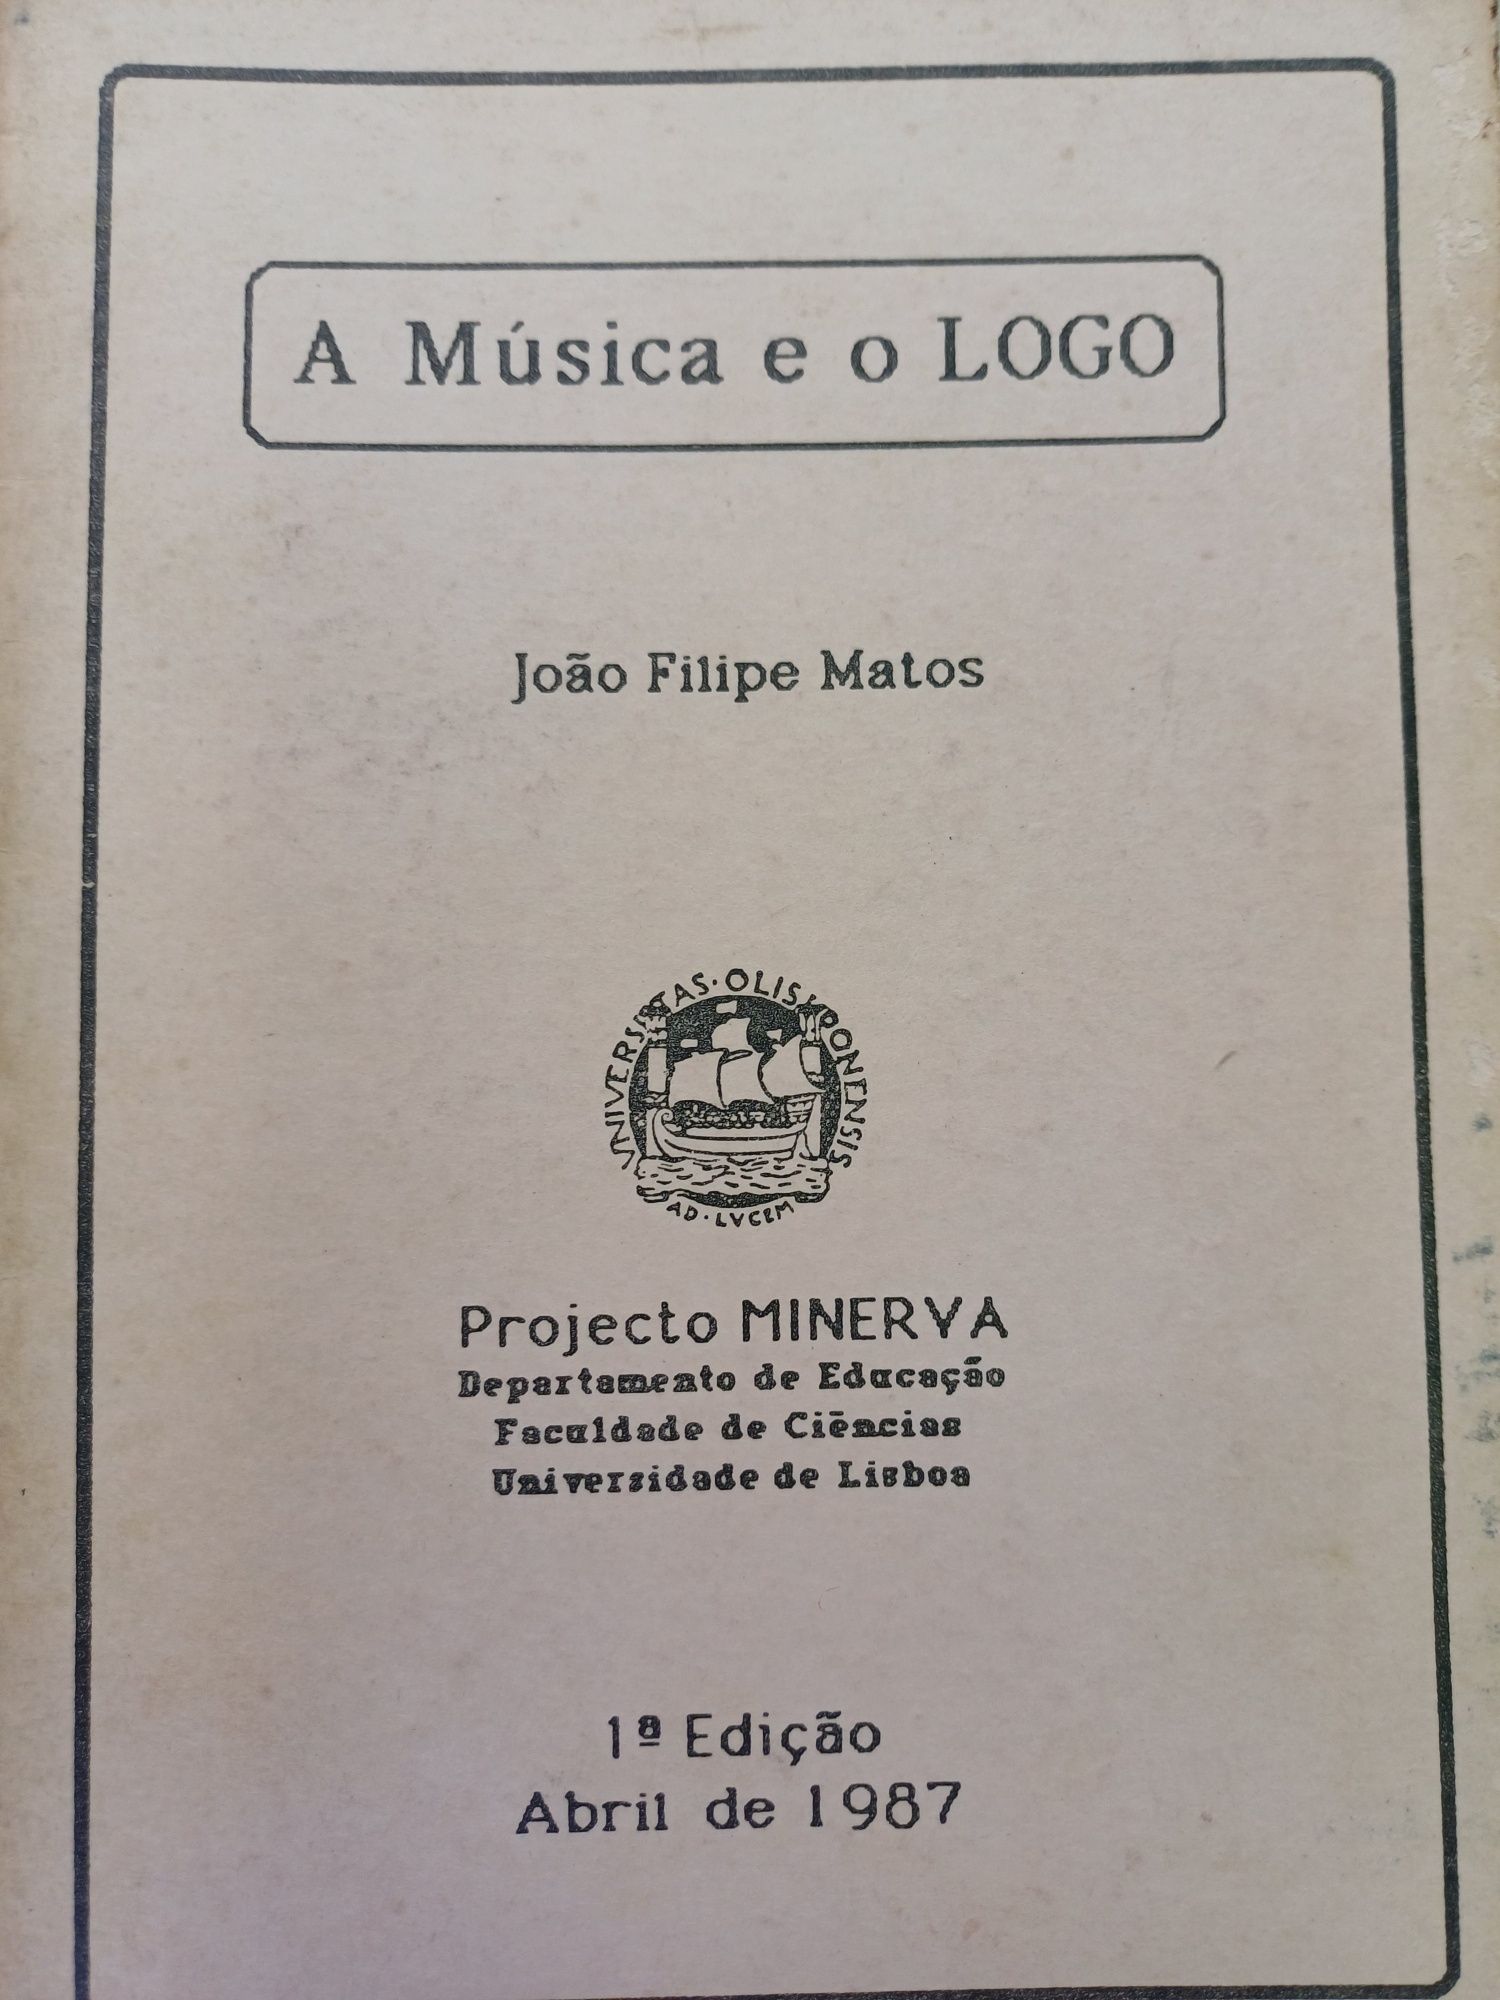 A Música e o LOGO
João Filipe Matos
UNIVERSITAS · OLISIPONENSIS
AD · LVCEM
Projecto MINERVA
Departamento de Educação
Faculdade de Ciências
Universidade de Lisboa
1ª Edição
Abril de 1987